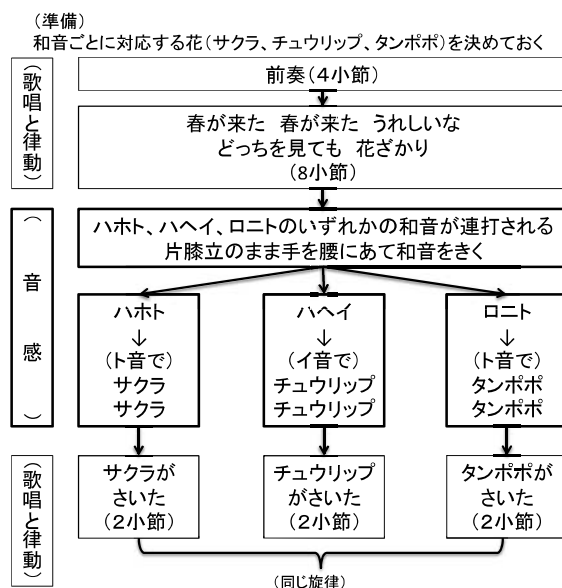 (準備)
和音ごとに対応する花(サクラ、チュウリップ、タンポポ)を決めておく
(歌唱と律動)
前奏(4小節)
春が来た 春が来た うれしいな
どっちを見ても 花ざかり
(8小節)
(音感)
ハホト、ハヘイ、ロニトのいずれかの和音が連打される
片膝立のまま手を腰にあて和音をきく
ハホト
↓
(ト音で)
サクラ
サクラ
ハヘイ
↓
(イ音で)
チュウリップ
チュウリップ
ロニト
↓
(ト音で)
タンポポ
タンポポ
(歌唱と律動)
サクラが
さいた
(2小節)
チュウリップ
がさいた
(2小節)
タンポポが
さいた
(2小節)
(同じ旋律)